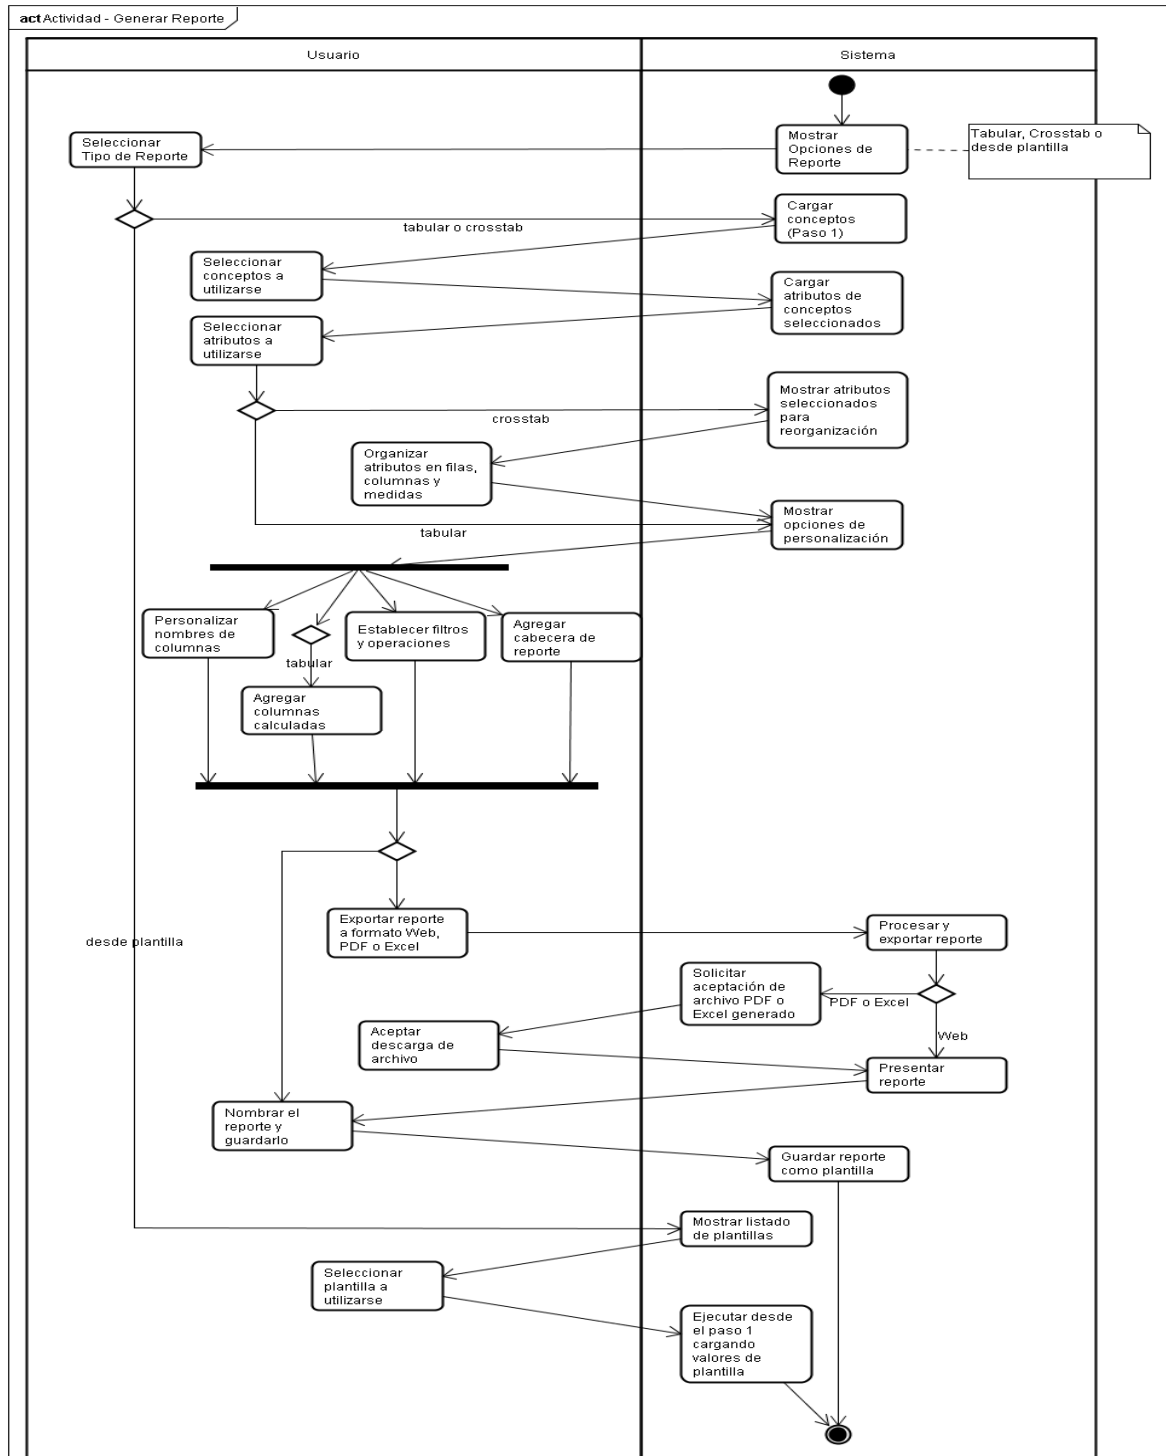 act Actividad - Generar Reporte
Usuario
Sistema
Seleccionar
Tipo de Reporte
Mostrar
Opciones de
Reporte
Tabular, Crosstab o
desde plantilla
tabular o crosstab
Cargar
conceptos
(Paso 1)
Seleccionar
conceptos a
utilizarse
Cargar
atributos de
conceptos
seleccionados
Seleccionar
atributos a
utilizarse
crosstab
Mostrar atributos
seleccionados
para
reorganización
Organizar
atributos en filas,
columnas y
medidas
tabular
Mostrar
opciones de
personalización
Personalizar
nombres de
columnas
tabular
Establecer filtros
y operaciones
Agregar
cabecera de
reporte
Agregar
columnas
calculadas
desde plantilla
Exportar reporte
a formato Web,
PDF o Excel
Procesar y
exportar reporte
Solicitar
aceptación de
archivo PDF o
Excel generado
PDF o Excel
Web
Aceptar
descarga de
archivo
Presentar
reporte
Nombrar el
reporte y
guardarlo
Guardar reporte
como plantilla
Mostrar listado
de plantillas
Seleccionar
plantilla a
utilizarse
Ejecutar desde
el paso 1
cargando
valores de
plantilla